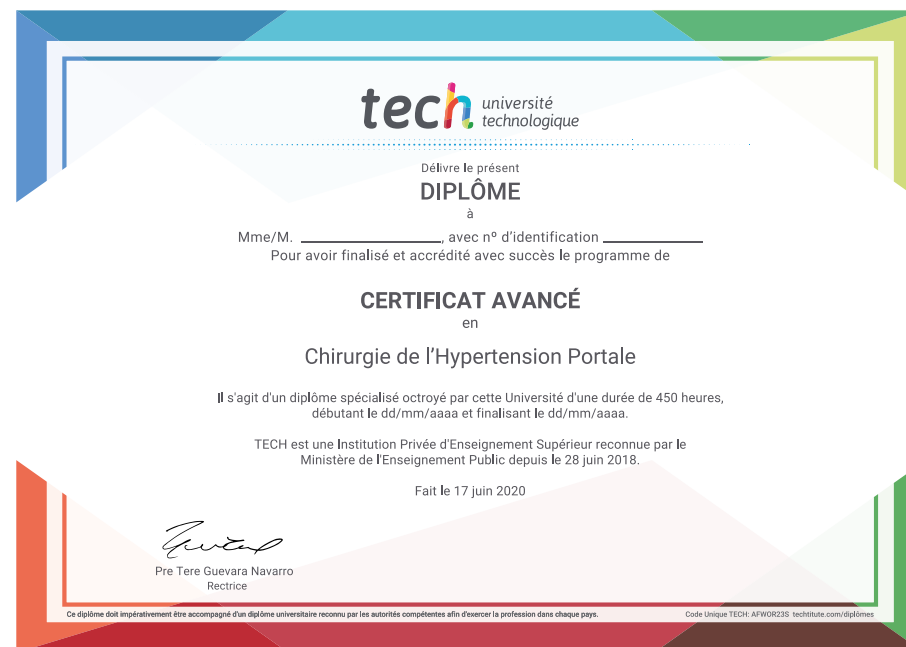 tech université
technologique
Délivre le présent
DIPLÔME
à
Mme/M. ____________, avec nº d'identification ____________
Pour avoir finalisé et accrédité avec succès le programme de
CERTIFICAT AVANCÉ
en
Chirurgie de l'Hypertension Portale
Il s'agit d'un diplôme spécialisé octroyé par cette Université d'une durée de 450 heures,
débutant le dd/mm/aaaa et finalisant le dd/mm/aaaa.
TECH est une Institution Privée d'Enseignement Supérieur reconnue par le
Ministère de l'Enseignement Public depuis le 28 juin 2018.
Fait le 17 juin 2020
Pre Tere Guevara Navarro
Rectrice
Ce diplôme doit impérativement être accompagné d'un diplôme universitaire reconnu par les autorités compétentes afin d'exercer la profession dans chaque pays.
Code Unique TECH: AFWOR23S techtitute.com/diplômes